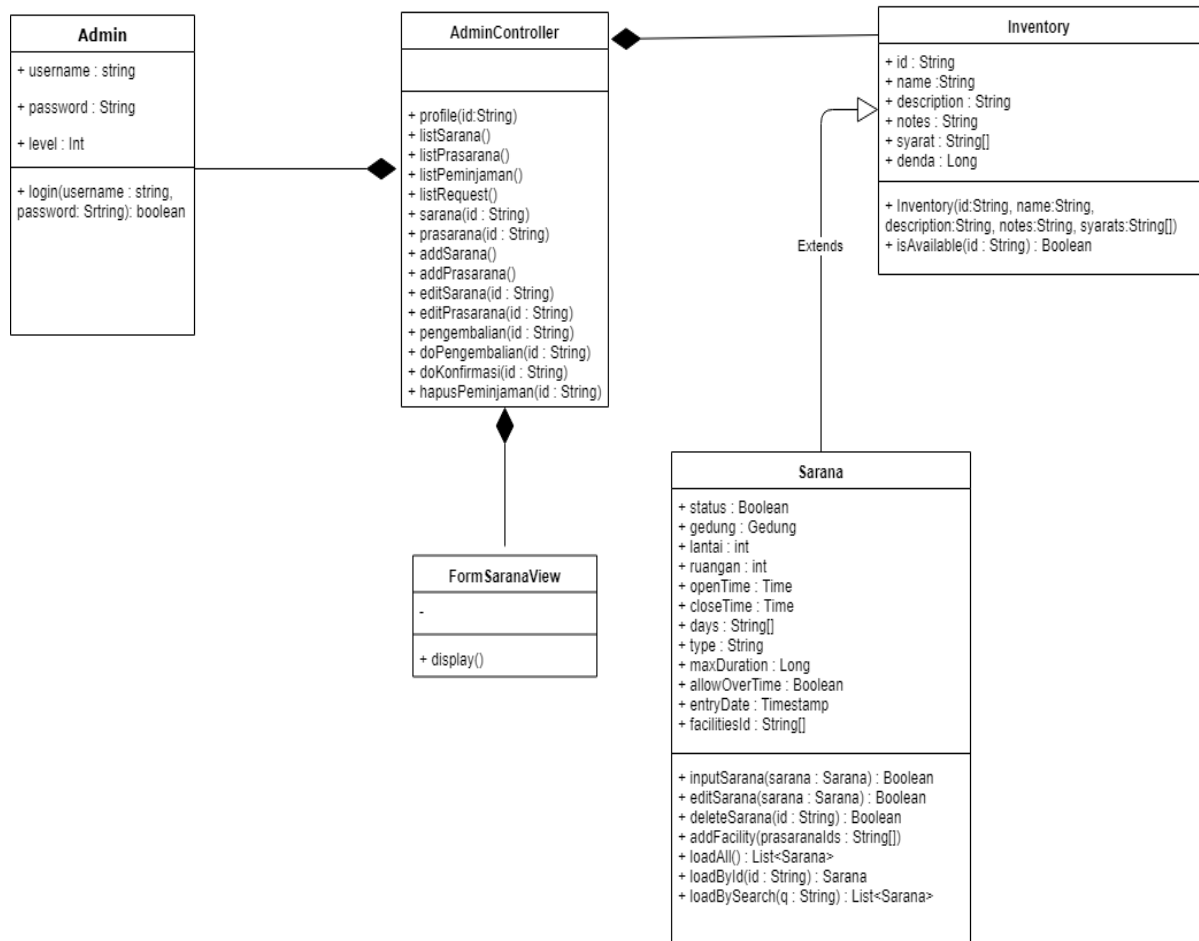 Admin
+ username : string
+ password : String
+ level : Int
+ login(username : string,
password: Srtring): boolean
AdminController
+ profile(id:String)
+ listSarana()
+ listPrasarana()
+ listPeminjaman()
+ listRequest()
+ sarana(id : String)
+ prasarana(id : String)
+ addSarana()
+ addPrasarana()
+ editSarana(id : String)
+ editPrasarana(id : String)
+ pengembalian(id : String)
+ doPengembalian(id : String)
+ doKonfirmasi(id : String)
+ hapusPeminjaman(id : String)
Inventory
+ id : String
+ name :String
+ description : String
+ notes : String
+ syarat : String[]
+ denda : Long
+ Inventory(id:String, name:String,
description:String, notes:String, syarats:String[])
+ isAvailable(id : String) : Boolean
Extends
FormSaranaView
-
+ display()
Sarana
+ status : Boolean
+ gedung : Gedung
+ lantai : int
+ ruangan : int
+ openTime : Time
+ closeTime : Time
+ days : String[]
+ type : String
+ maxDuration : Long
+ allowOverTime : Boolean
+ entryDate : Timestamp
+ facilitiesId : String[]
+ inputSarana(sarana : Sarana) : Boolean
+ editSarana(sarana : Sarana) : Boolean
+ deleteSarana(id : String) : Boolean
+ addFacility(prasaranaIds : String[])
+ loadAll() : List<Sarana>
+ loadById(id : String) : Sarana
+ loadBySearch(q : String) : List<Sarana>